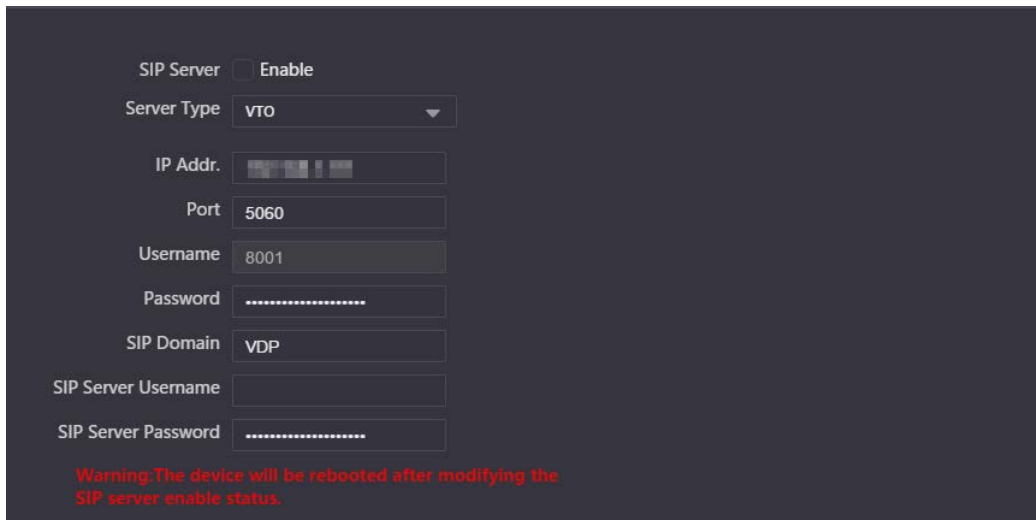 SIP Server Enable
Server Type VTO
IP Addr.
Port 5060
Username 8001
Password ····················
SIP Domain VDP
SIP Server Username
SIP Server Password ····················
Warning:The device will be rebooted after modifying the
SIP server enable status.